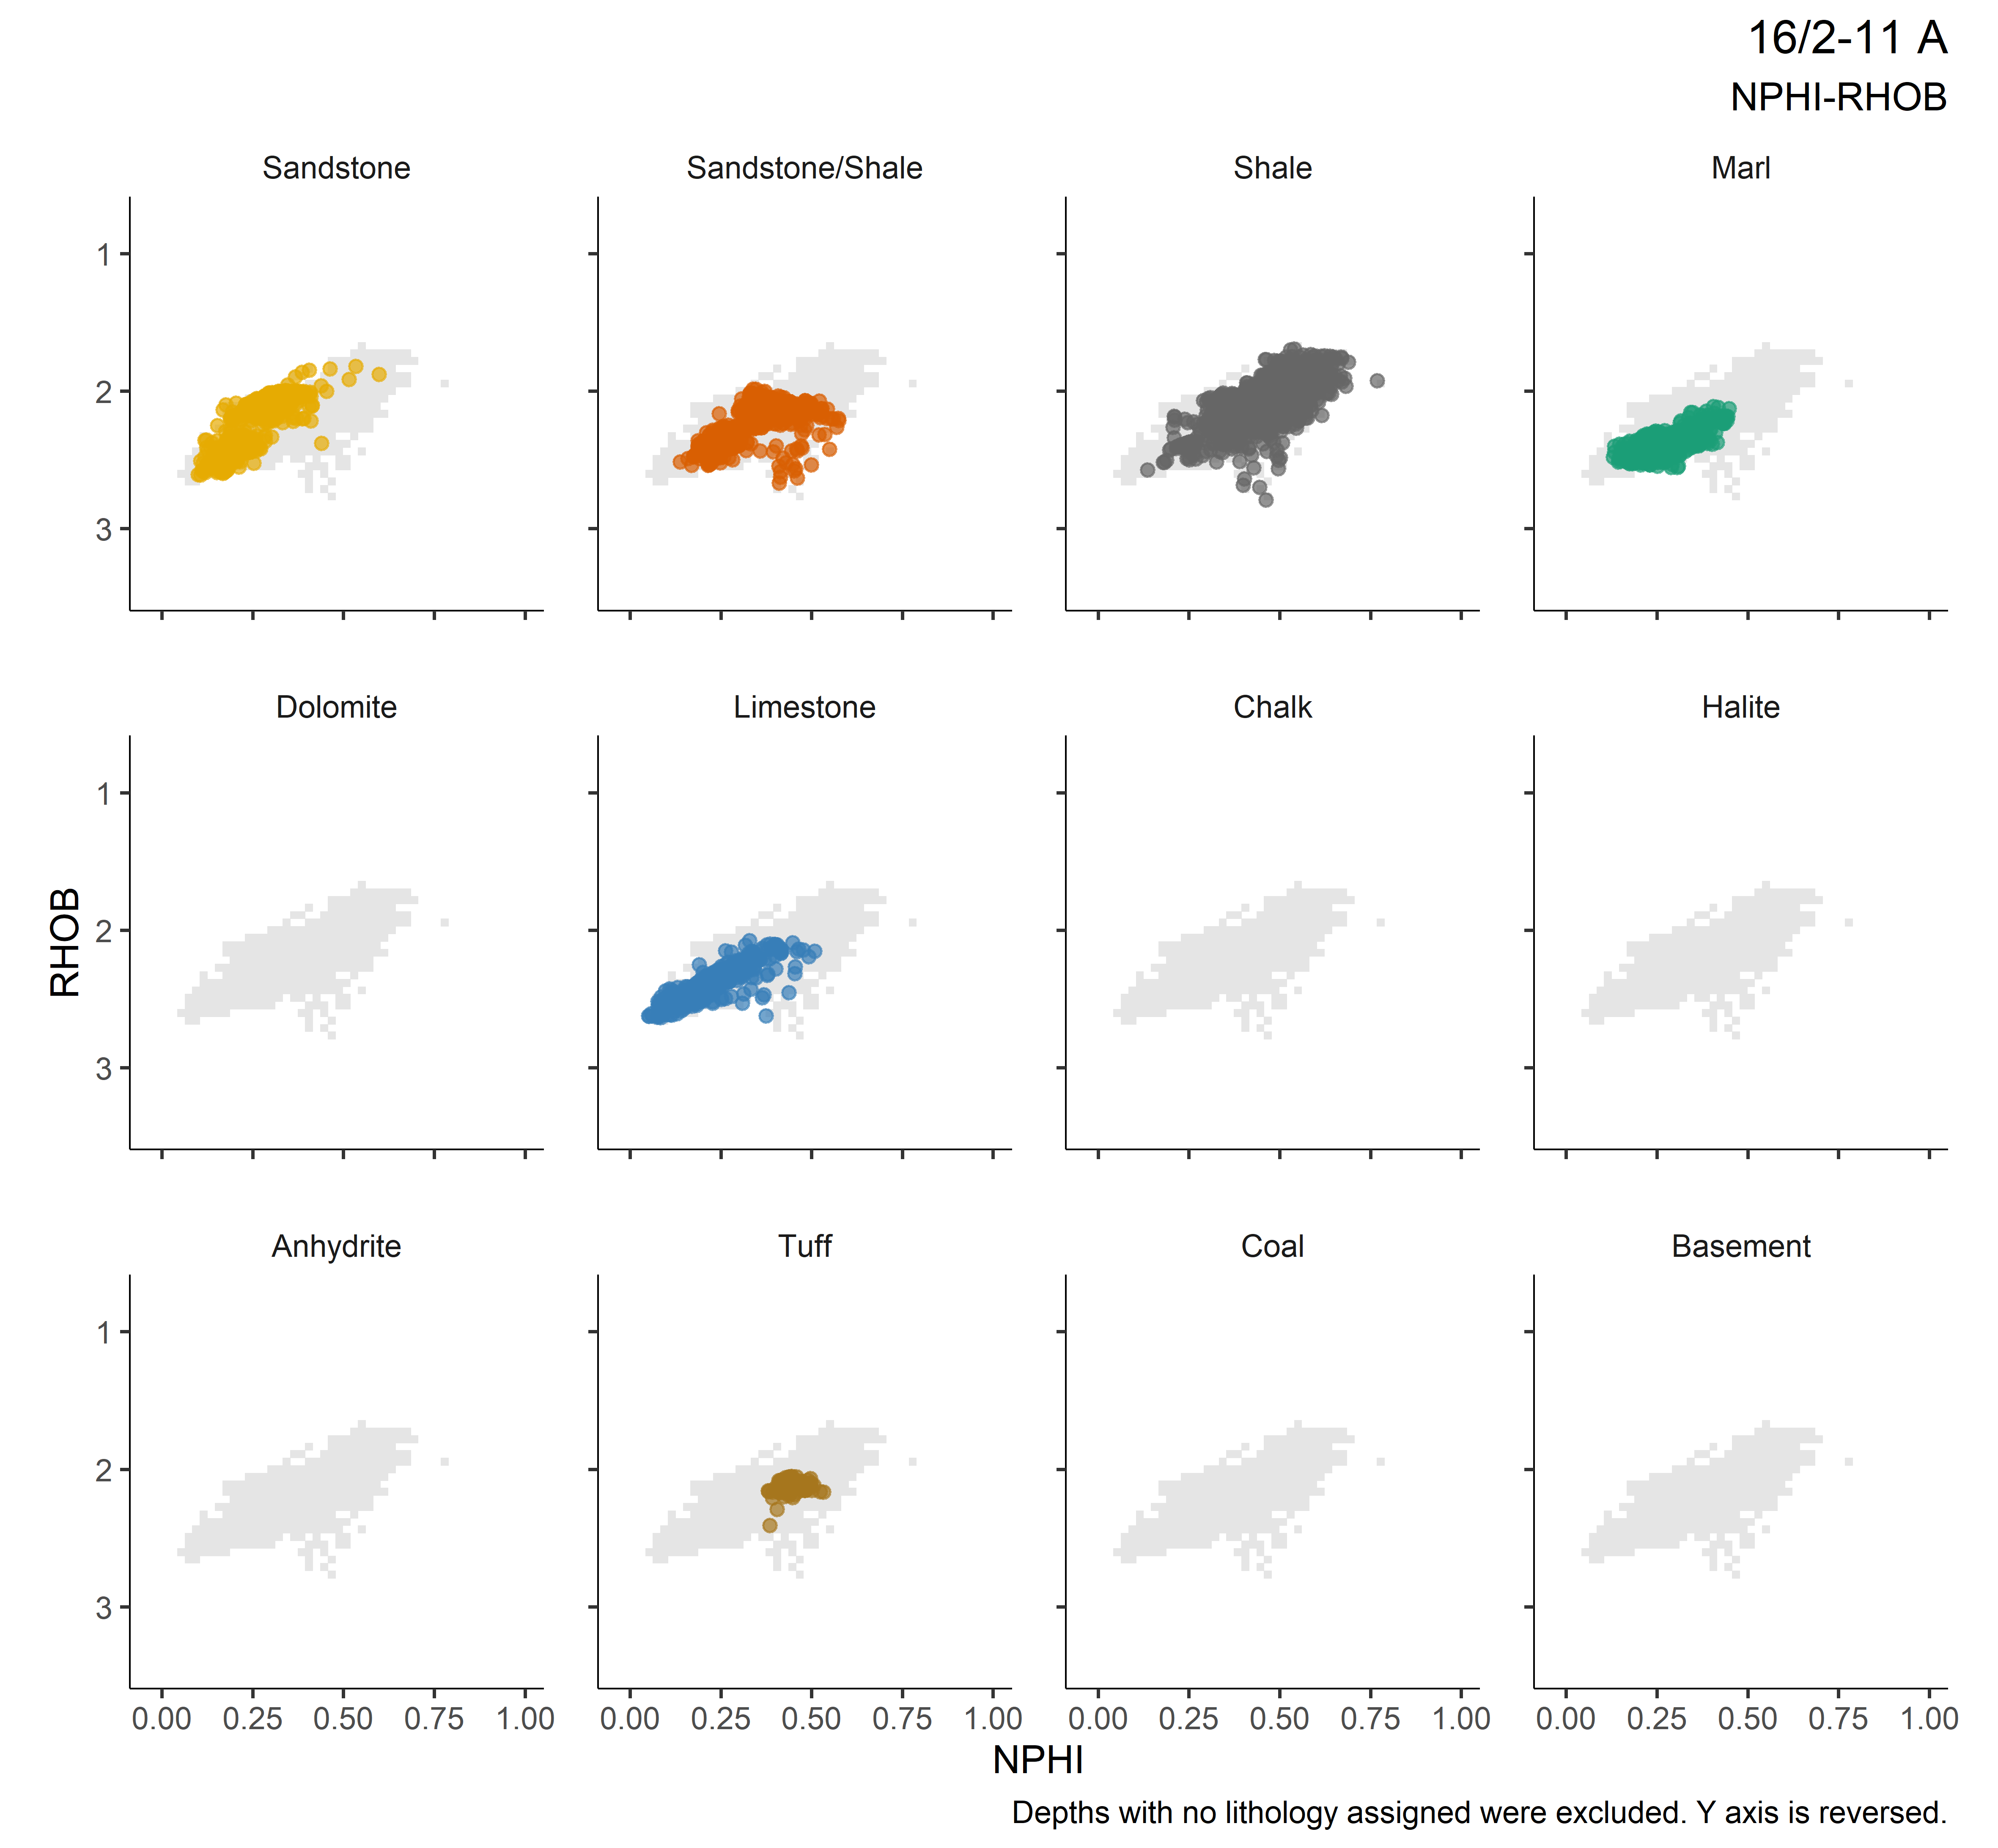 16/2-11 A
NPHI-RHOB
Sandstone
Sandstone/Shale
Shale
Marl
1
2
3
Dolomite
Limestone
Chalk
Halite
1
2
3
RHOB
Anhydrite
Tuff
Coal
Basement
1
2
3
0.00 0.25 0.50 0.75 1.00
0.00 0.25 0.50 0.75 1.00
0.00 0.25 0.50 0.75 1.00
0.00 0.25 0.50 0.75 1.00
NPHI
Depths with no lithology assigned were excluded. Y axis is reversed.